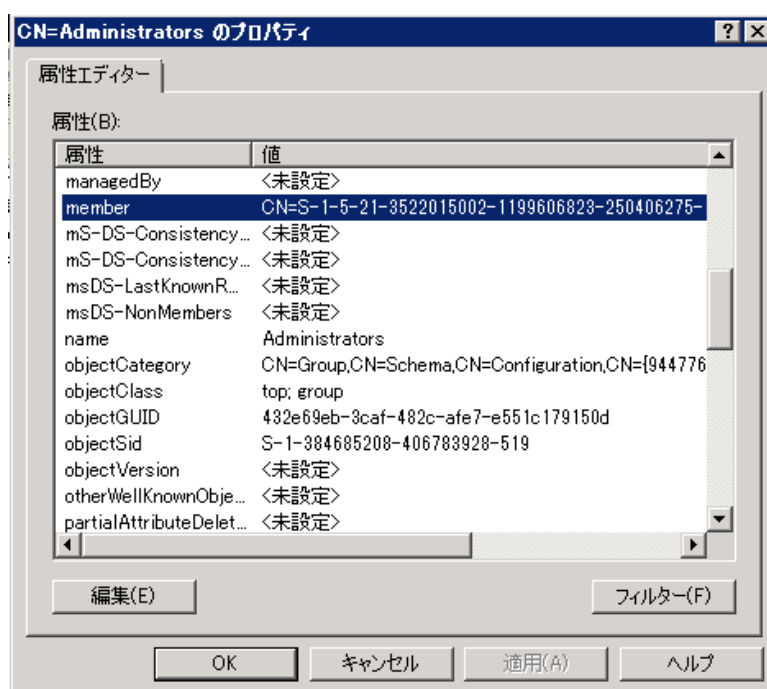 CN=Administrators のプロパティ
属性エディター
属性(B):
属性 値
managedBy <未設定>
member CN=S-1-5-21-3522015002-1199606823-250406275-
mS-DS-Consistency... <未設定>
mS-DS-Consistency... <未設定>
msDS-LastKnownR... <未設定>
msDS-NonMembers <未設定>
name Administrators
objectCategory CN=Group,CN=Schema,CN=Configuration,CN={944776
objectClass top; group
objectGUID 432e69eb-3caf-482c-afe7-e551c179150d
objectSid S-1-384685208-406783928-519
objectVersion <未設定>
otherWellKnownObje... <未設定>
partialAttributeDelet... <未設定>
編集(E) フィルター(F)
OK キャンセル 適用(A) ヘルプ